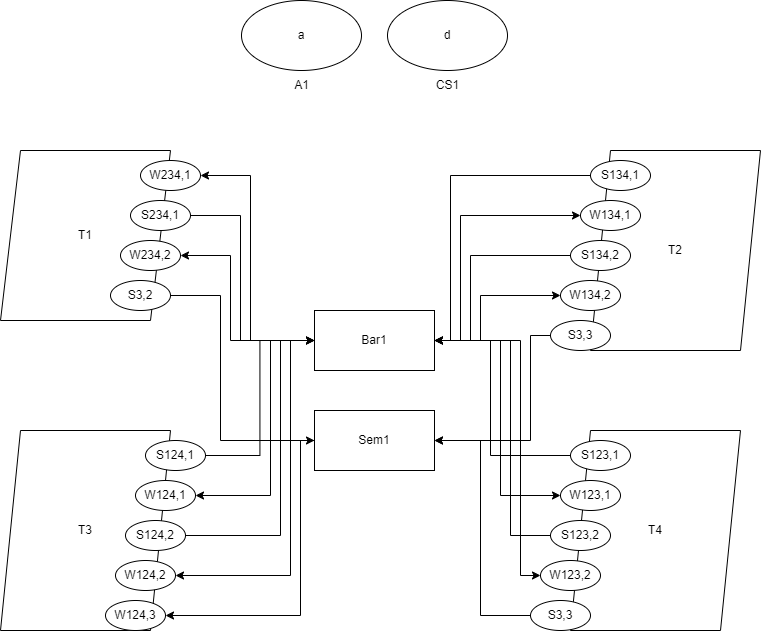 a
d
A1
CS1
W234,1
S234,1
T1
W234,2
S3,2
S134,1
W134,1
T2
S134,2
W134,2
S3,3
Bar1
Sem1
S124,1
W124,1
T3
S124,2
W124,2
W124,3
S123,1
W123,1
T4
S123,2
W123,2
S3,3